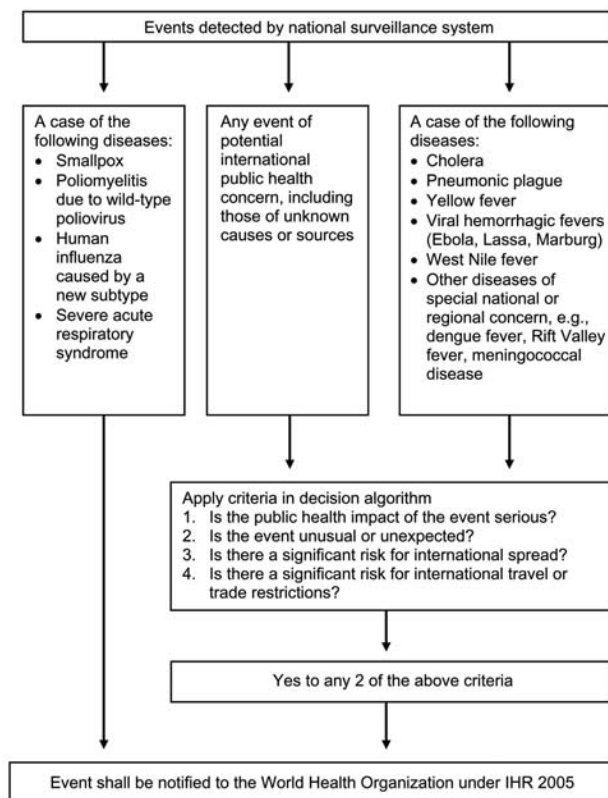 Events detected by national surveillance system
A case of the
following diseases:
• Smallpox
• Poliomyelitis
due to wild-type
poliovirus
• Human
influenza
caused by a
new subtype
• Severe acute
respiratory
syndrome
Any event of
potential
international
public health
concern, including
those of unknown
causes or sources
A case of the following
diseases:
• Cholera
• Pneumonic plague
• Yellow fever
• Viral hemorrhagic fevers
(Ebola, Lassa, Marburg)
• West Nile fever
• Other diseases of
special national or
regional concern, e.g.,
dengue fever, Rift Valley
fever, meningococcal
disease
Apply criteria in decision algorithm
1. Is the public health impact of the event serious?
2. Is the event unusual or unexpected?
3. Is there a significant risk for international spread?
4. Is there a significant risk for international travel or
trade restrictions?
Yes to any 2 of the above criteria
Event shall be notified to the World Health Organization under IHR 2005